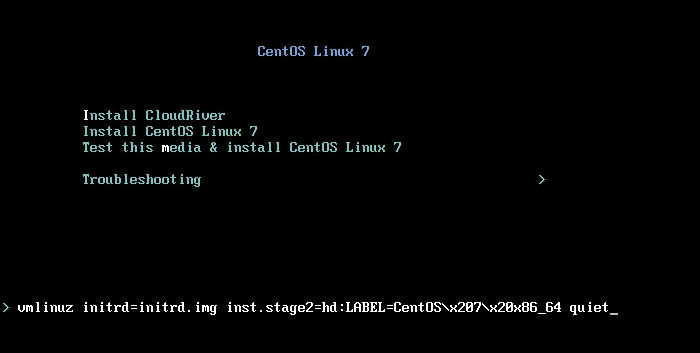 CentOS Linux 7
Install CloudRiver
Install CentOS Linux 7
Test this media & install CentOS Linux 7
Troubleshooting >
> vmlinuz initrd=initrd.img inst.stage2=hd:LABEL=CentOS\x207\x20x86_64 quiet_